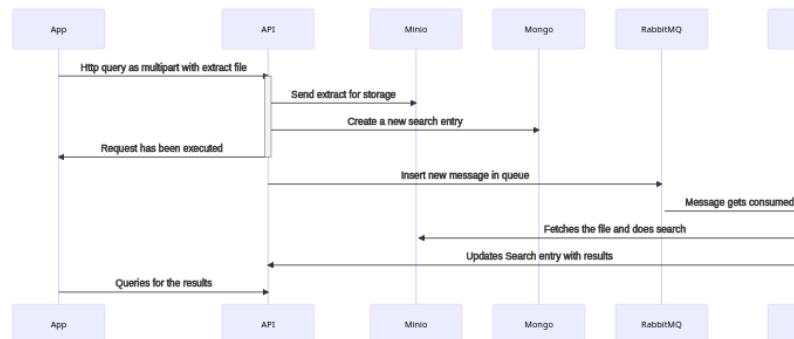 App API Minio Mongo RabbitMQ
Http query as multipart with extract file
Send extract for storage
Create a new search entry
Request has been executed
Insert new message in queue
Message gets consumed
Fetches the file and does search
Updates Search entry with results
Queries for the results
App API Minio Mongo RabbitMQ